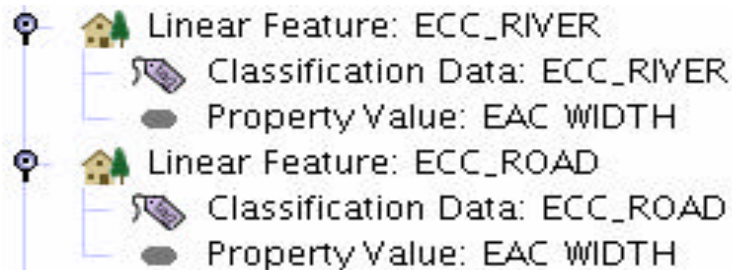 Linear Feature: ECC_RIVER
Classification Data: ECC_RIVER
Property Value: EAC WIDTH
Linear Feature: ECC_ROAD
Classification Data: ECC_ROAD
Property Value: EAC WIDTH